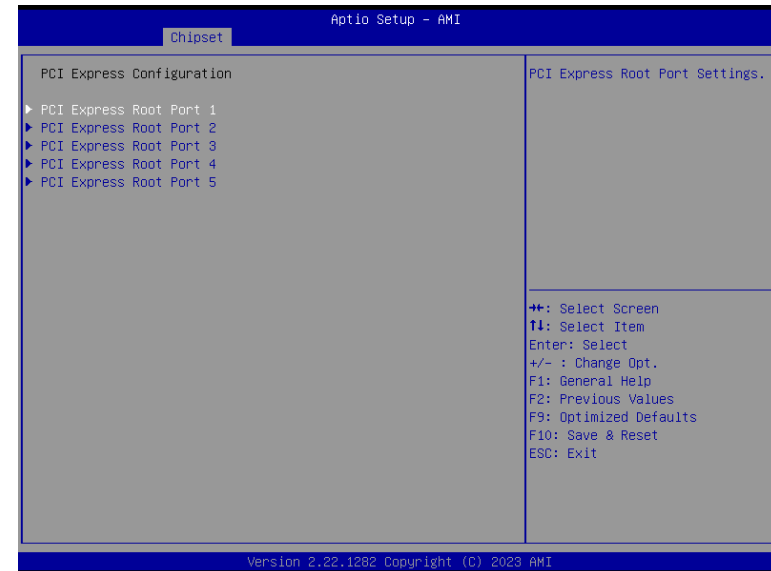 Aptio Setup – AMI
Chipset
PCI Express Configuration
▶ PCI Express Root Port 1
▶ PCI Express Root Port 2
▶ PCI Express Root Port 3
▶ PCI Express Root Port 4
▶ PCI Express Root Port 5
PCI Express Root Port Settings.
→←: Select Screen
↑↓: Select Item
Enter: Select
+/- : Change Opt.
F1: General Help
F2: Previous Values
F9: Optimized Defaults
F10: Save & Reset
ESC: Exit
Version 2.22.1282 Copyright (C) 2023 AMI